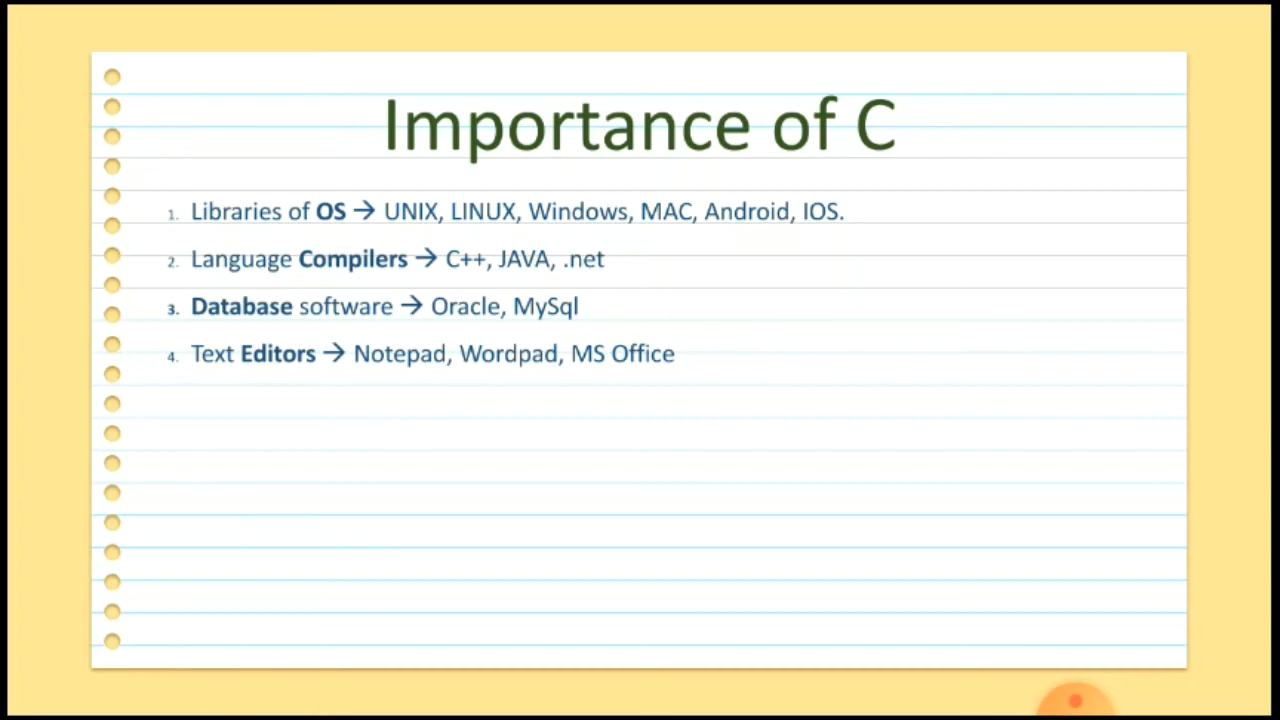 Importance of C
1. Libraries of OS → UNIX, LINUX, Windows, MAC, Android, IOS.
2. Language Compilers → C++, JAVA, .net
3. Database software → Oracle, MySql
4. Text Editors → Notepad, Wordpad, MS Office